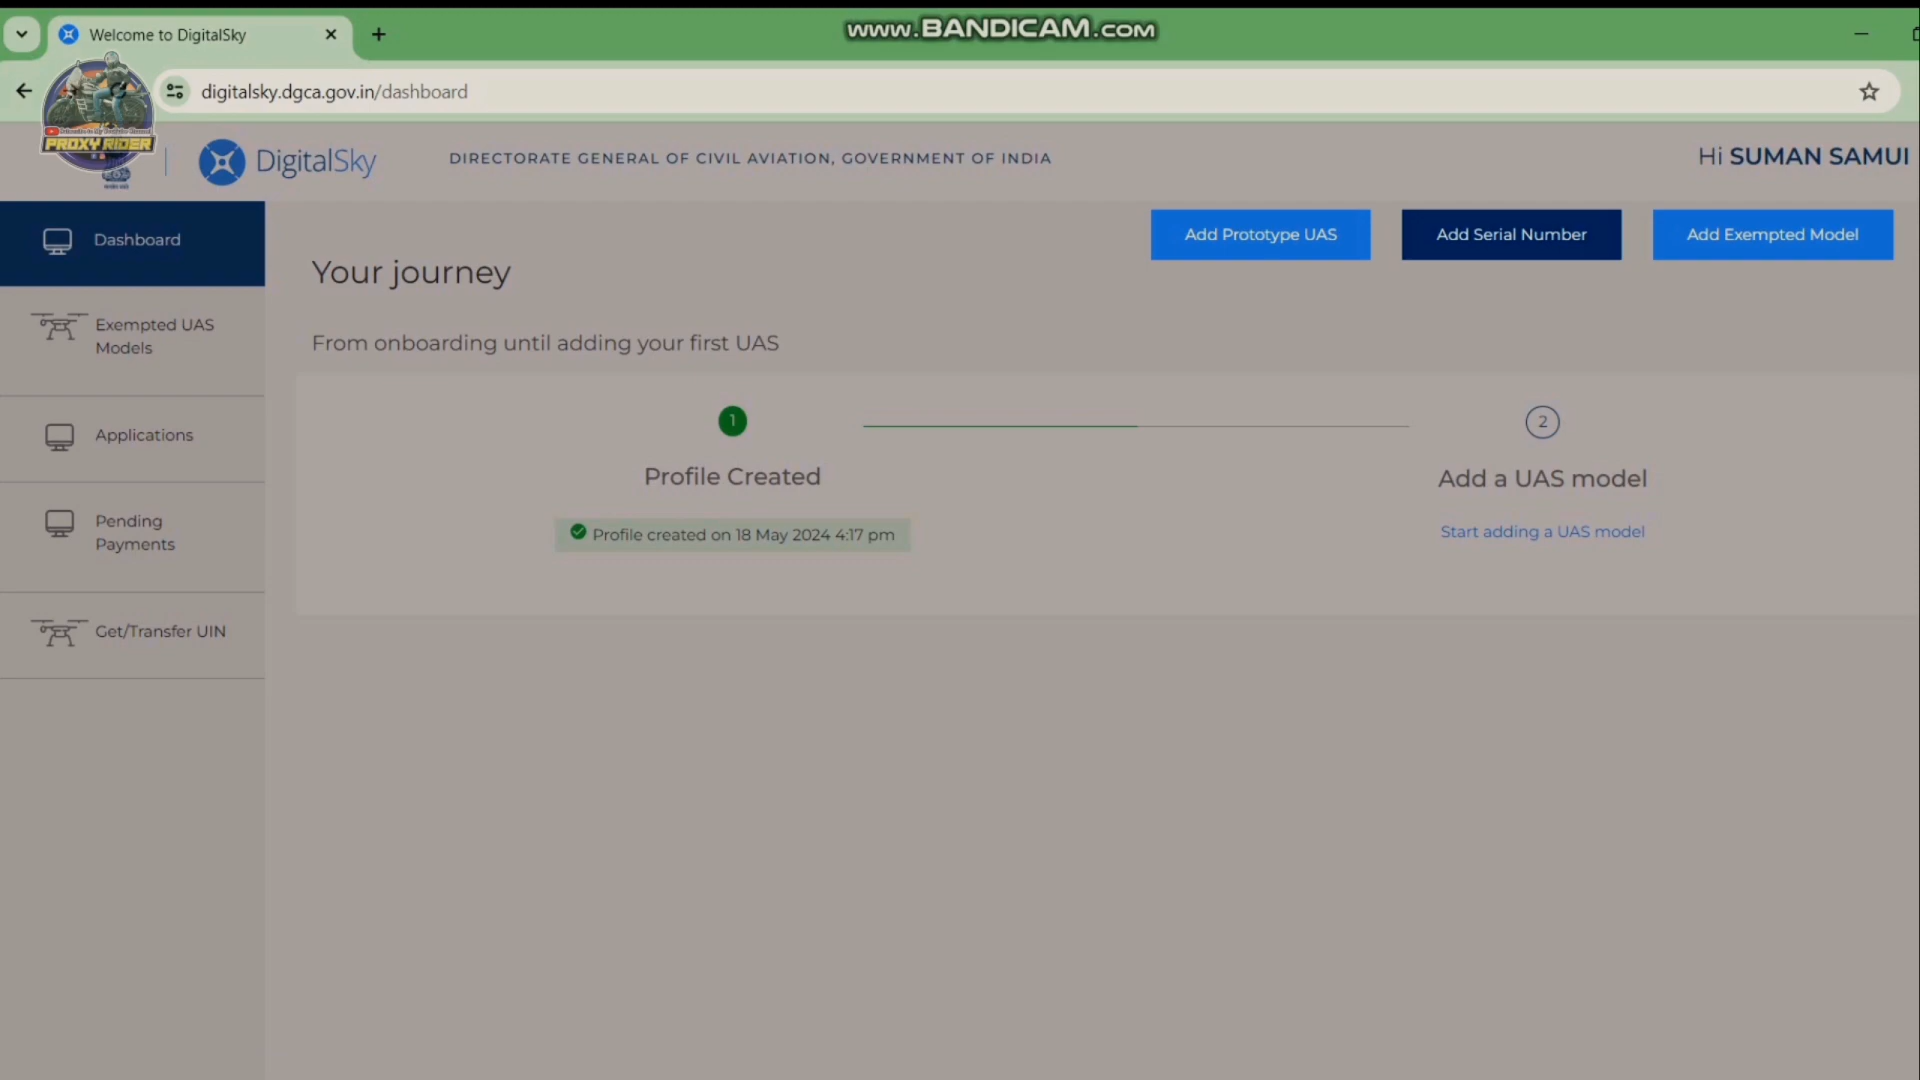 www.BANDICAM.com
Welcome to DigitalSky
digitalsky.dgca.gov.in/dashboard
PROXY RIDER
DigitalSky
DIRECTORATE GENERAL OF CIVIL AVIATION, GOVERNMENT OF INDIA
Hi SUMAN SAMUI
Dashboard
Exempted UAS
Models
Applications
Pending
Payments
Get/Transfer UIN
Add Prototype UAS
Add Serial Number
Add Exempted Model
Your journey
From onboarding until adding your first UAS
1
Profile Created
Profile created on 18 May 2024 4:17 pm
2
Add a UAS model
Start adding a UAS model